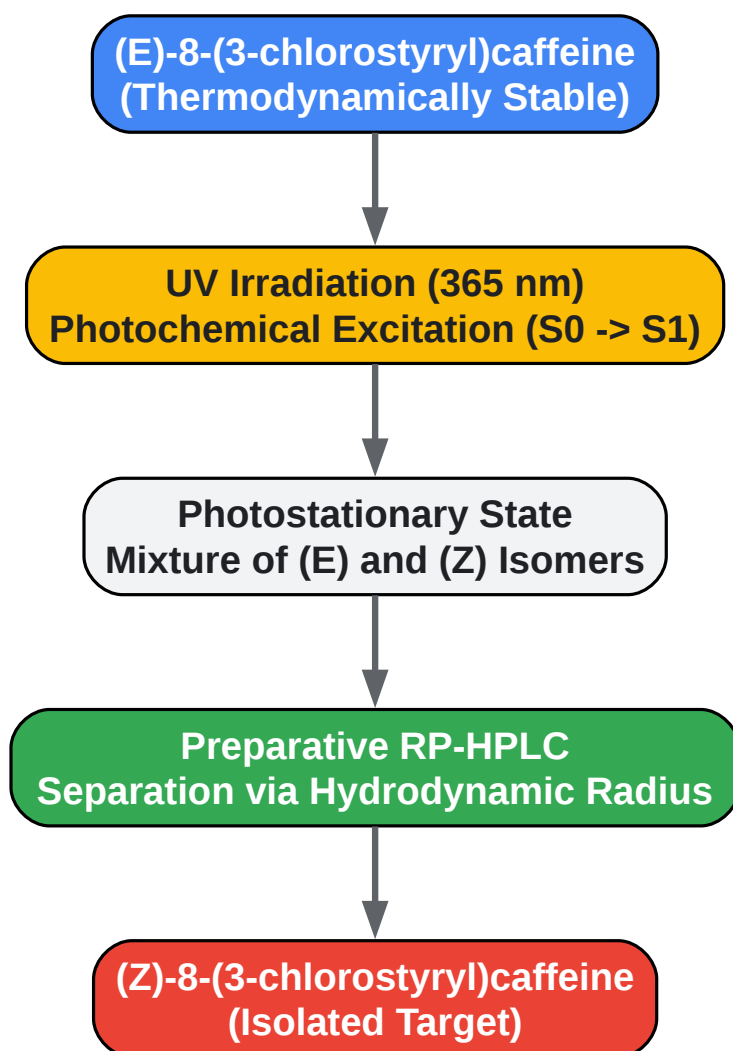 (E)-8-(3-chlorostyryl)caffeine
(Thermodynamically Stable)
UV Irradiation (365 nm)
Photochemical Excitation (S0 -> S1)
Photostationary State
Mixture of (E) and (Z) Isomers
Preparative RP-HPLC
Separation via Hydrodynamic Radius
(Z)-8-(3-chlorostyryl)caffeine
(Isolated Target)